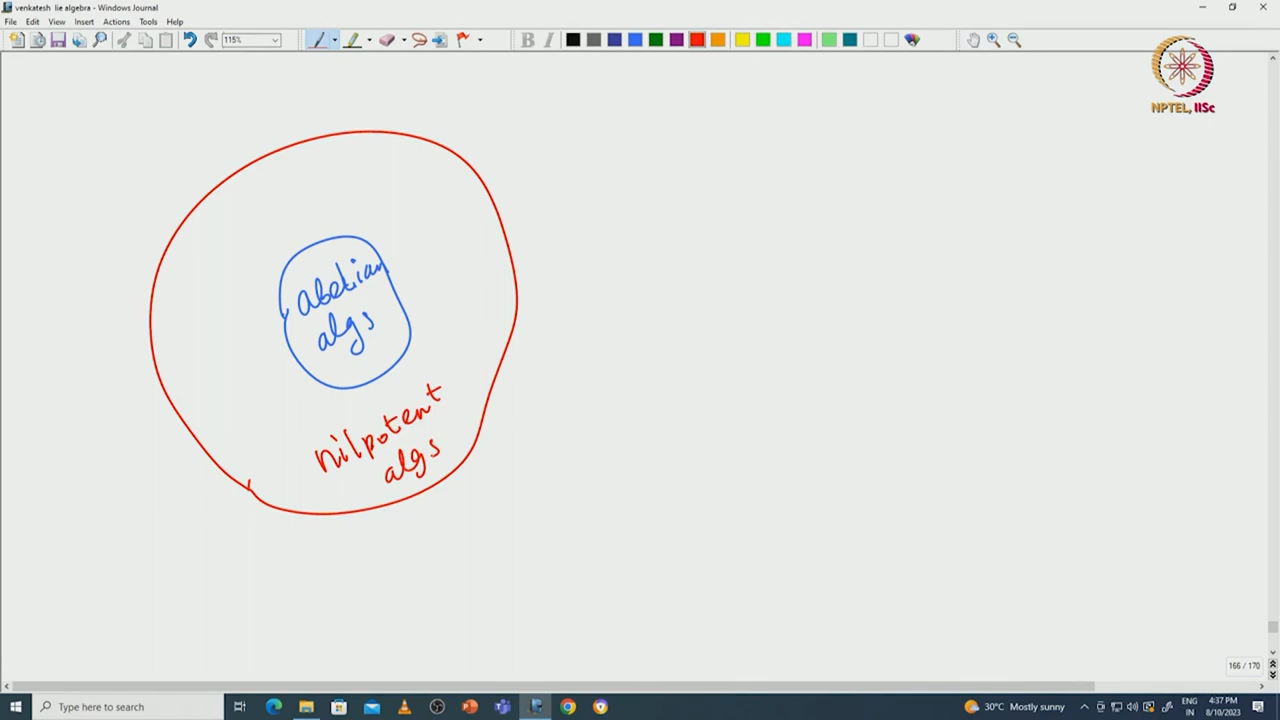 venkatesh lie algebra - Windows Journal
File Edit View Insert Actions Tools Help
115%
B I
NPTEL, IISc
abelian
algs
nilpotent
algs
166 / 170
Type here to search
30°C Mostly sunny
ENG
IN
4:37 PM
8/10/2023